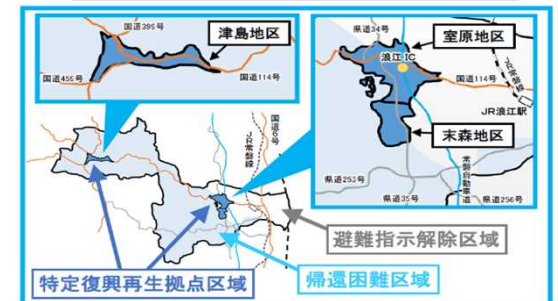 国道399号
津島地区
国道459号
国道114号
県道34号
室原地区
浪江IC
国道114号
JR浪江駅
末森地区
常磐自動車道
県道253号
県道35号
県道256号
国道6号
JR常磐線
避難指示解除区域
特定復興再生拠点区域
帰還困難区域